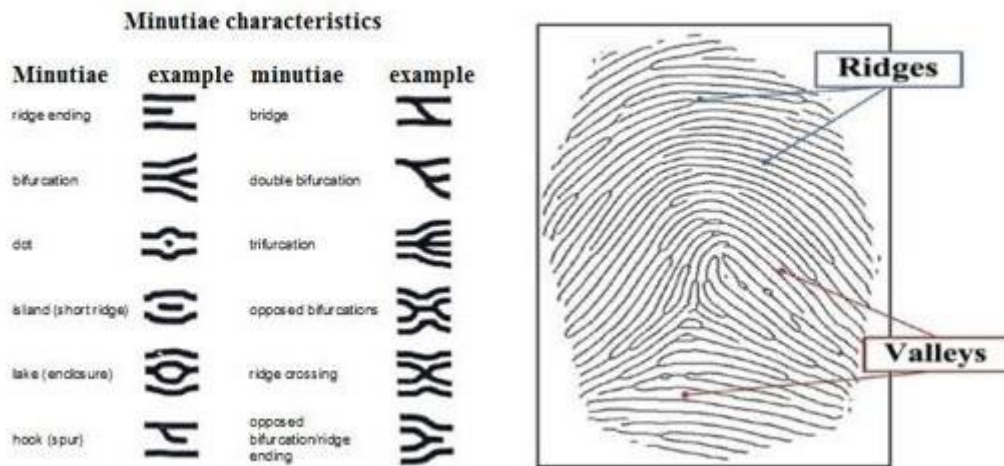 Minutiae characteristics
Minutiae example minutiae example
ridge ending bridge
bifurcation double bifurcation
dot trifurcation
island (short ridge) opposed bifurcations
lake (enclosure) ridge crossing
hook (spur) opposed
bifurcation/ridge
ending
Ridges
Valleys